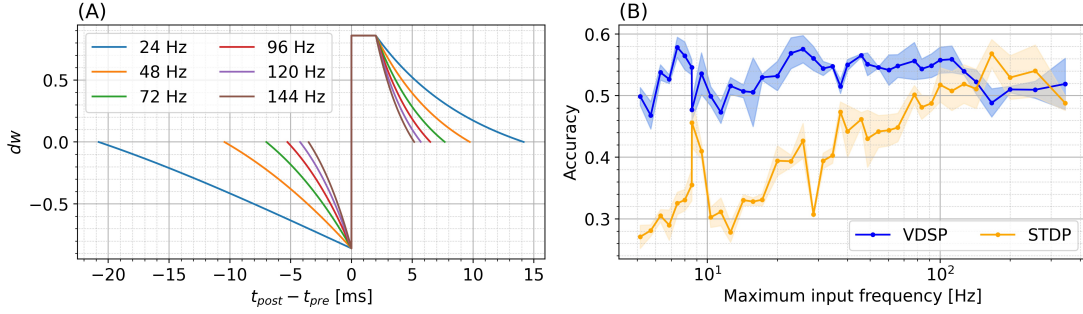 (A)
dw
0.5
0.0
−0.5
24 Hz
48 Hz
72 Hz
96 Hz
120 Hz
144 Hz
−20 −15 −10 −5 0 5 10 15
t_post − t_pre [ms]
(B)
Accuracy
0.6
0.5
0.4
0.3
VDSP STDP
10^1 10^2
Maximum input frequency [Hz]